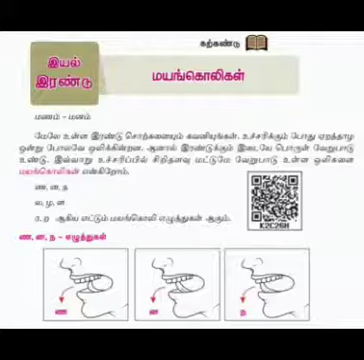 கற்கண்டு
இயல்
இரண்டு
மயங்கொலிகள்
மணம் – மனம்
மேலே உள்ள இரண்டு சொற்களையும் கவனியுங்கள். உச்சரிக்கும் போது ஏறத்தாழ
ஒன்று போலவே ஒலிக்கின்றன. ஆனால் இரண்டுக்கும் இடையே பொருள் வேறுபாடு
உண்டு. இவ்வாறு உச்சரிப்பில் சிறிதளவு மட்டுமே வேறுபாடு உள்ள ஒலிகளை
மயங்கொலிகள் என்கிறோம்.
ண, ன, ந
ல, ழ, ள
ர, ற ஆகிய எட்டும் மயங்கொலி எழுத்துகள் ஆகும்.
K2C2GH
ண, ன, ந – எழுத்துகள்
ண
ன
ந